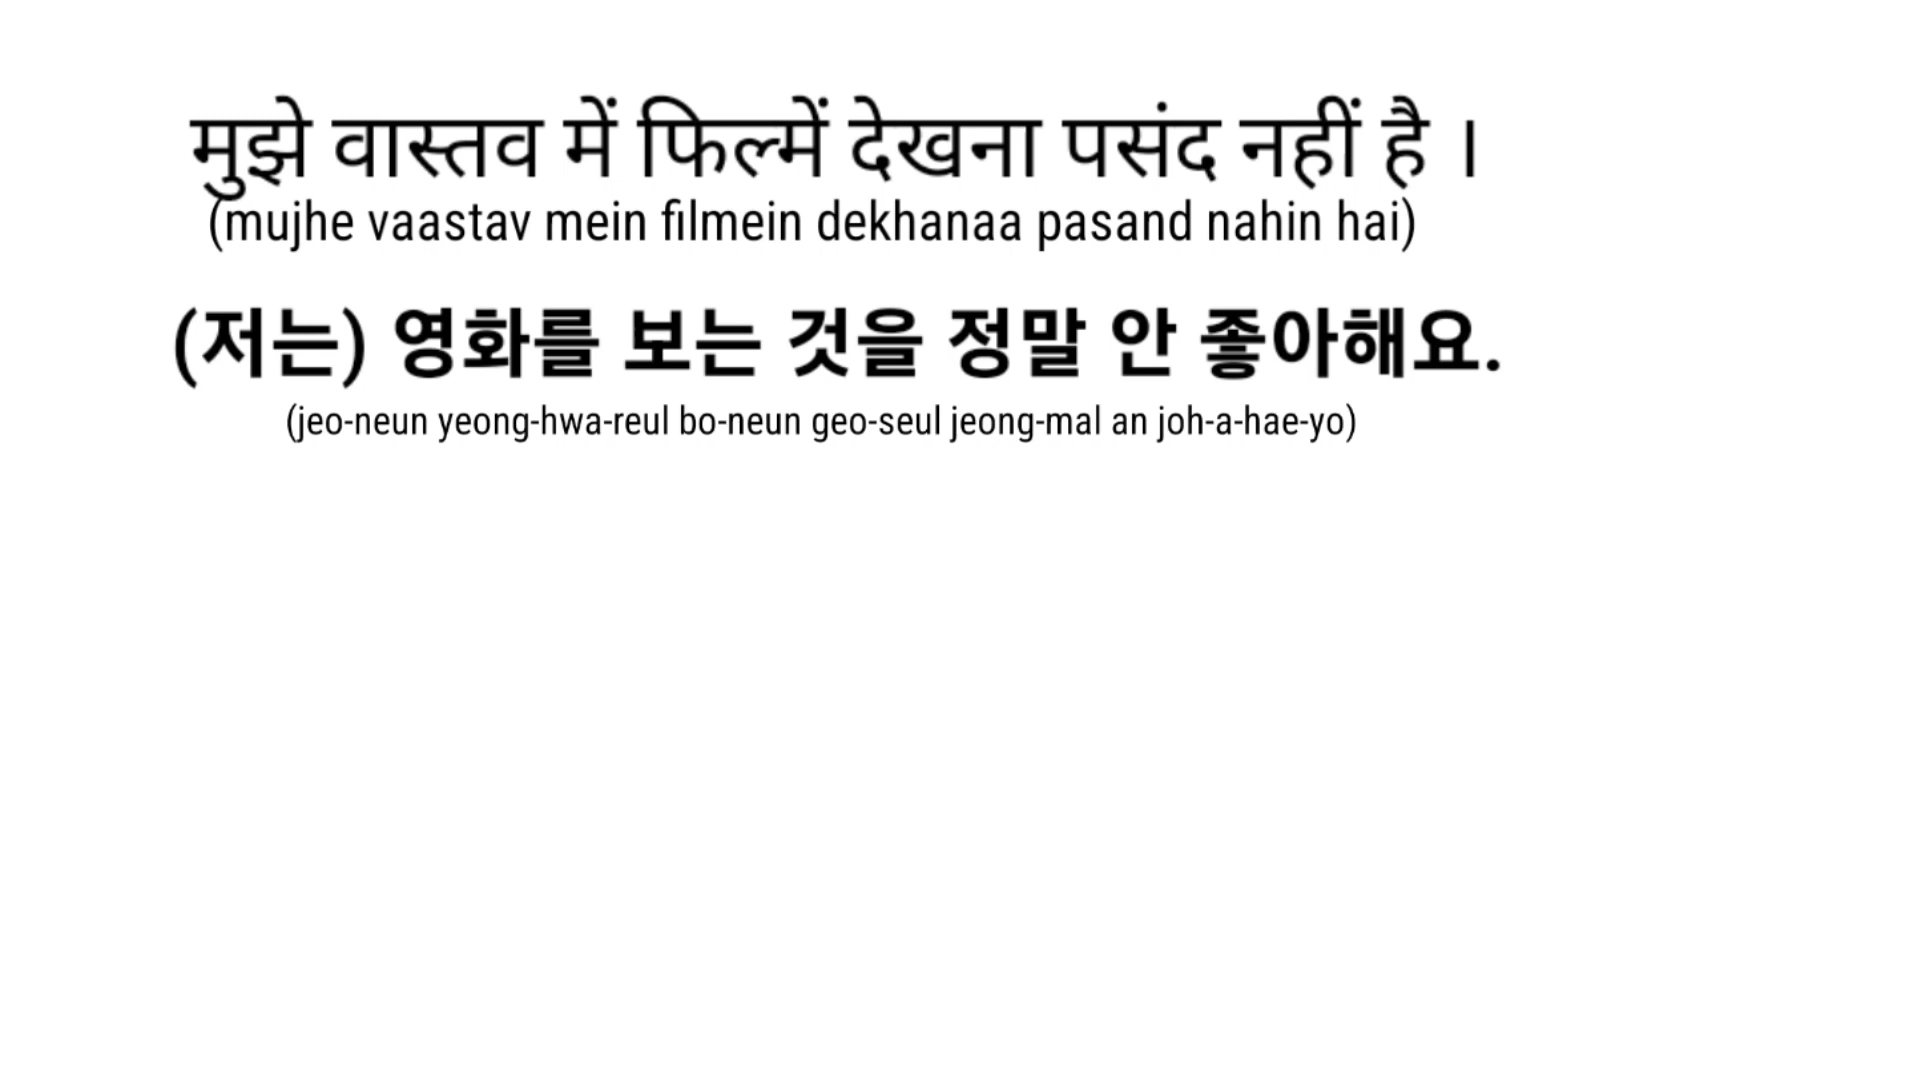 मुझे वास्तव में फिल्में देखना पसंद नहीं है ।
(mujhe vaastav mein filmein dekhanaa pasand nahin hai)
(저는) 영화를 보는 것을 정말 안 좋아해요.
(jeo-neun yeong-hwa-reul bo-neun geo-seul jeong-mal an joh-a-hae-yo)